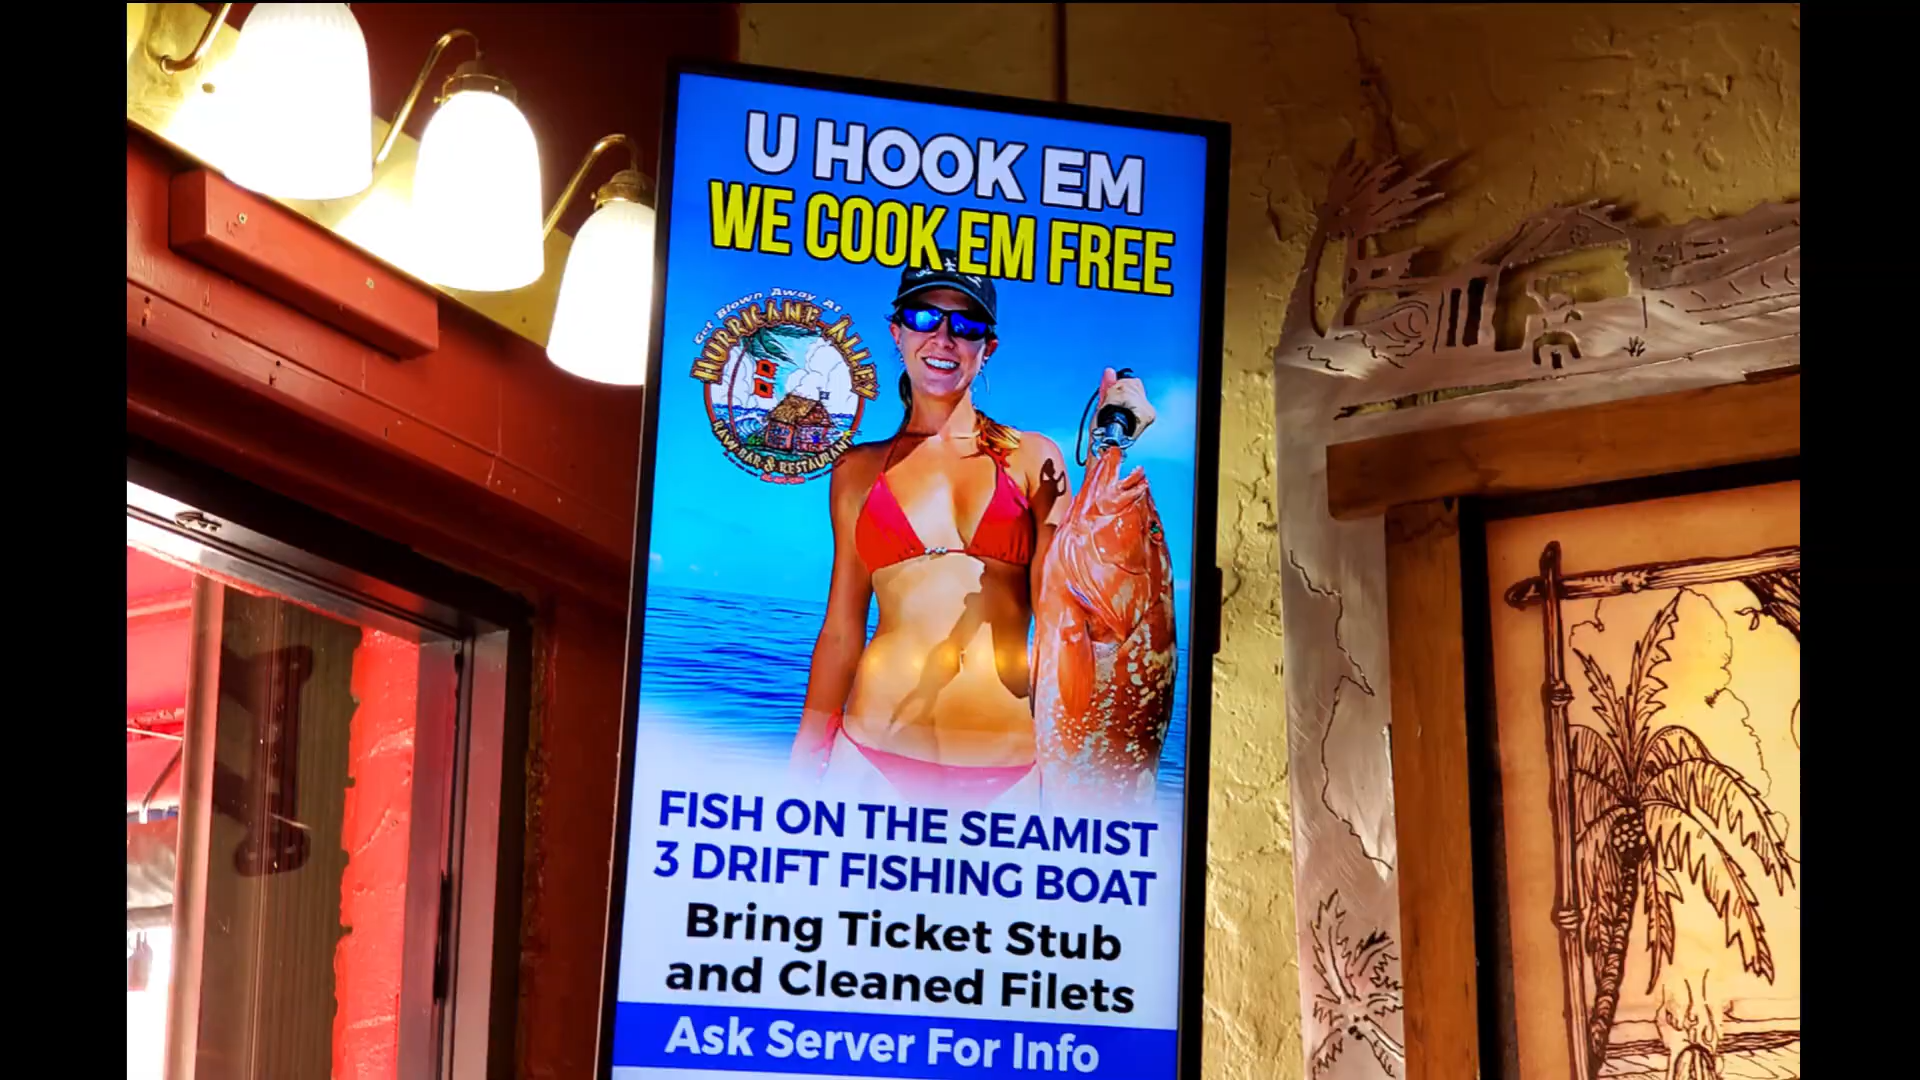 U HOOK EM
WE COOK EM FREE
Get Blown Away At
HURRICANE ALLEY
RAW BAR & RESTAURANT
FISH ON THE SEAMIST
3 DRIFT FISHING BOAT
Bring Ticket Stub
and Cleaned Filets
Ask Server For Info